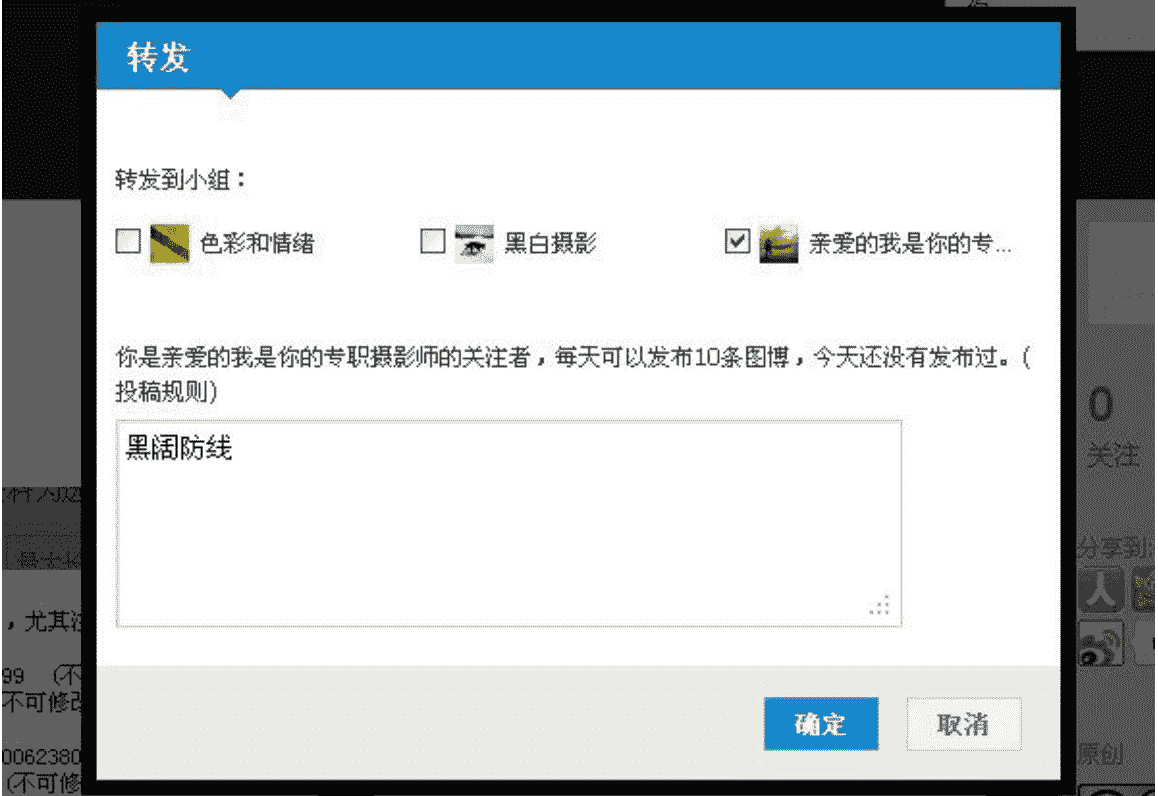 转发
转发到小组：
色彩和情绪 黑白摄影 亲爱的我是你的专...
你是亲爱的我是你的专职摄影师的关注者，每天可以发布10条图博，今天还没有发布过。(
投稿规则)
黑阔防线
确定 取消
0
关注
分享到
原创
，尤其
99 （不
不可修改
0062380
（不可修